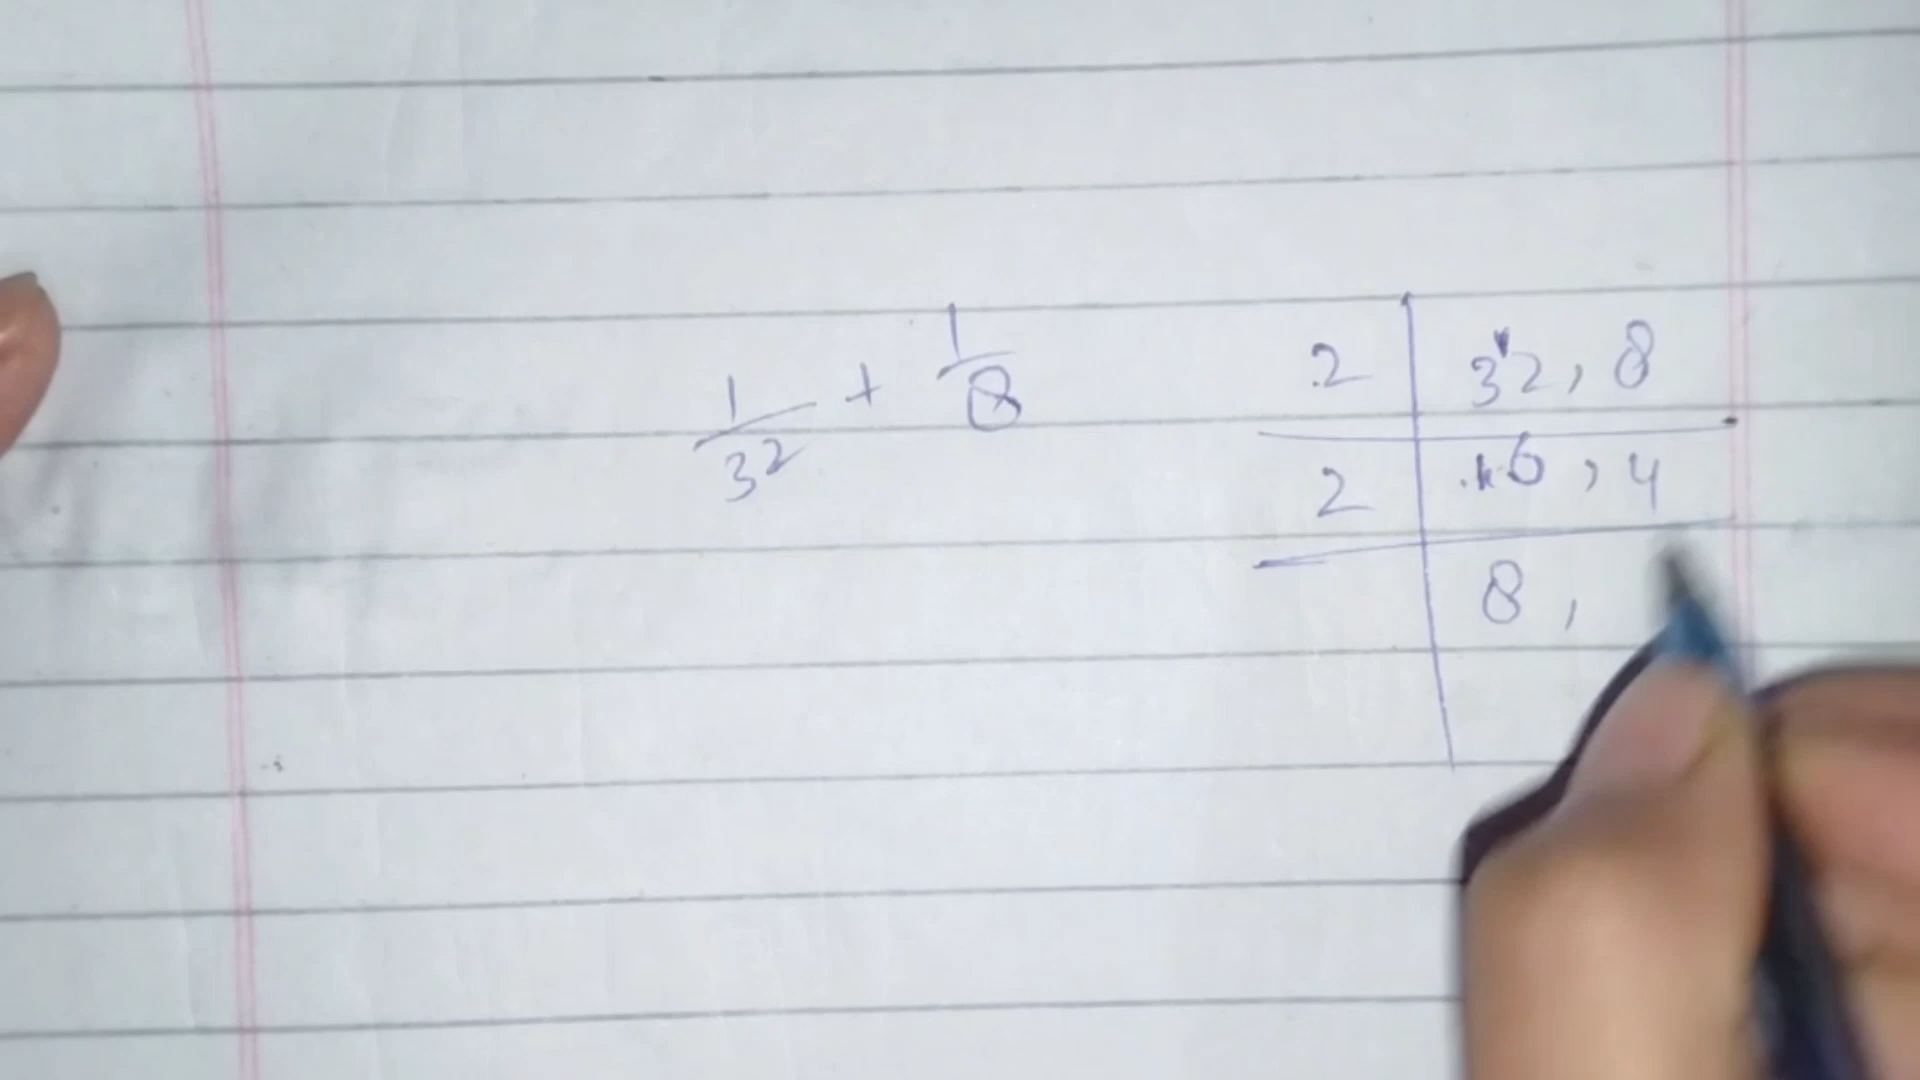 1/32 + 1/8
2 | 32, 8
2 | 16, 4
8,